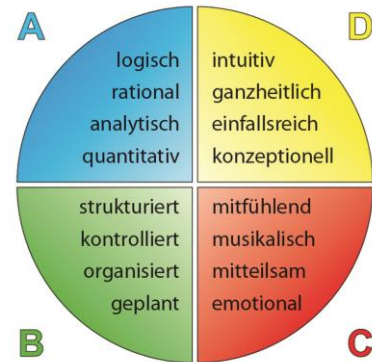 A
logisch
rational
analytisch
quantitativ
D
intuitiv
ganzheitlich
einfallsreich
konzeptionell
B
strukturiert
kontrolliert
organisiert
geplant
C
mitfühlend
musikalisch
mitteilsam
emotional